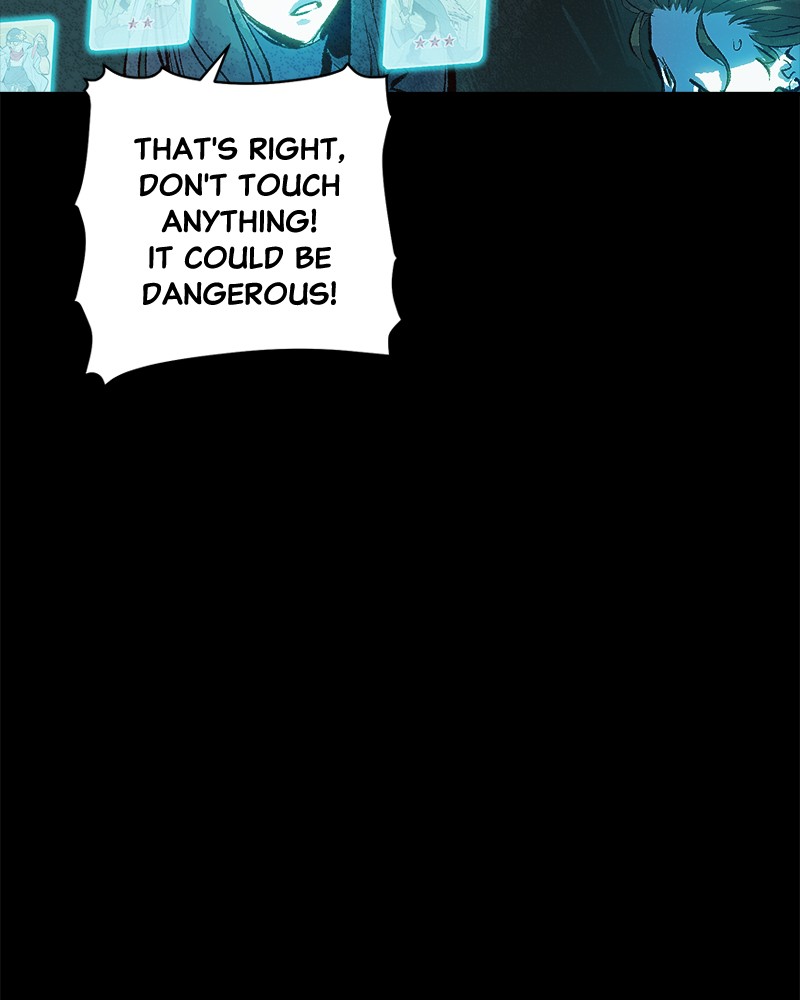 THAT'S RIGHT,
DON'T TOUCH
ANYTHING!
IT COULD BE
DANGEROUS!